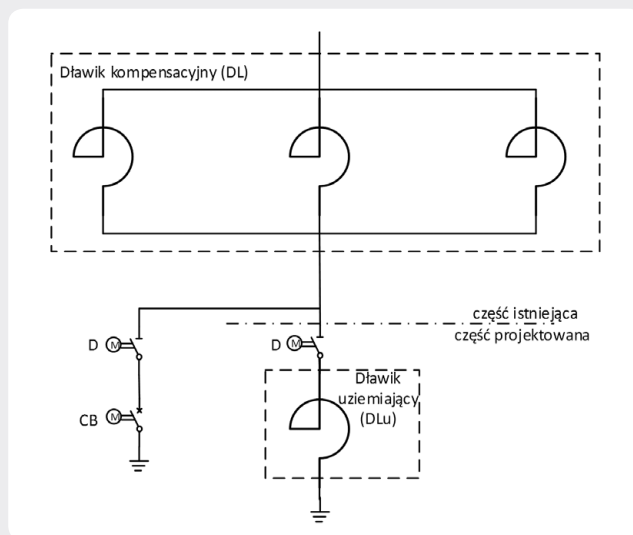 Dławik kompensacyjny (DL)
część istniejąca
część projektowana
D M
D M
Dławik
uziemiający
(DLu)
CB M